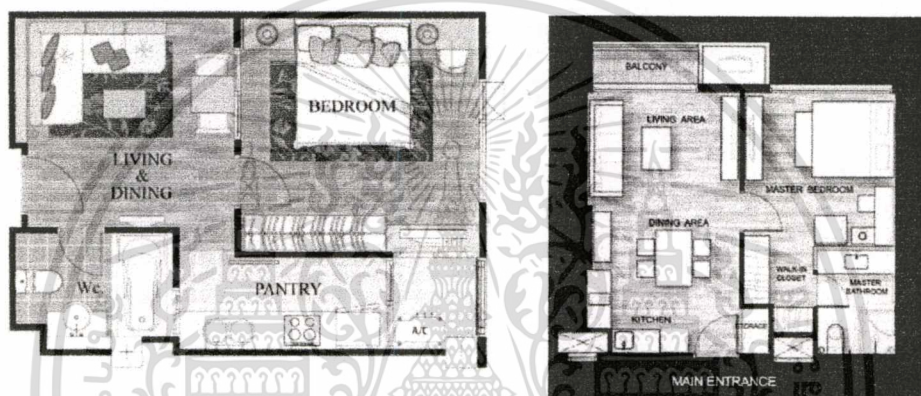 BEDROOM
LIVING
&
DINING
Wc.
PANTRY
A/C
BALCONY
LIVING AREA
MASTER BEDROOM
DINING AREA
WALK-IN
CLOSET
MASTER
BATHROOM
KITCHEN
STORAGE
MAIN ENTRANCE